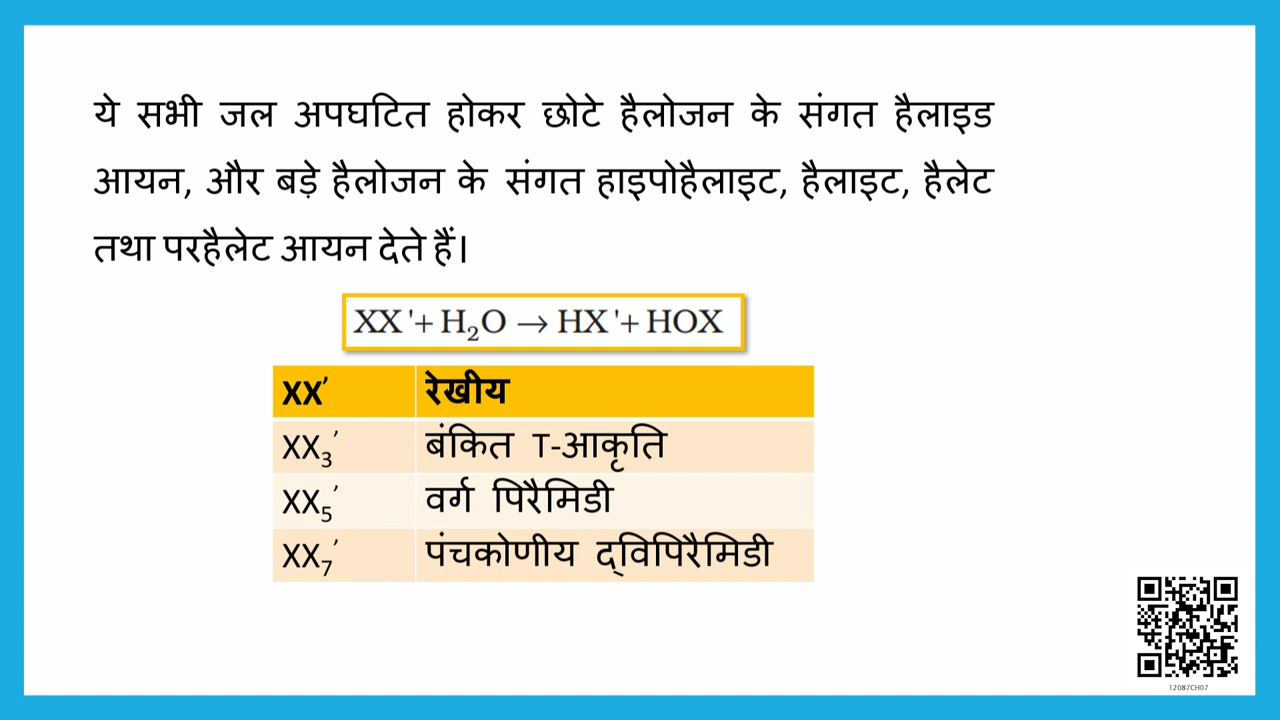 ये सभी जल अपघटित होकर छोटे हैलोजन के संगत हैलाइड
आयन, और बड़े हैलोजन के संगत हाइपोहैलाइट, हैलाइट, हैलेट
तथा परहैलेट आयन देते हैं।
XX'+ H₂O → HX'+ HOX
XX’ रेखीय
XX₃’ बंकित T-आकृति
XX₅’ वर्ग पिरैमिडी
XX₇’ पंचकोणीय द्विपिरैमिडी
12087CH07